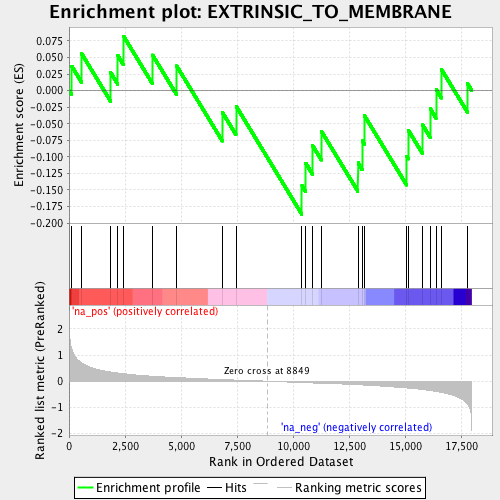 Enrichment plot: EXTRINSIC_TO_MEMBRANE
Enrichment score (ES)
0.075
0.050
0.025
0.000
-0.025
-0.050
-0.075
-0.100
-0.125
-0.150
-0.175
-0.200
'na_pos' (positively correlated)
Ranked list metric (PreRanked)
2
1
0
-1
-2
Zero cross at 8849
'na_neg' (negatively correlated)
0 2,500 5,000 7,500 10,000 12,500 15,000 17,500
Rank in Ordered Dataset
Enrichment profile Hits Ranking metric scores